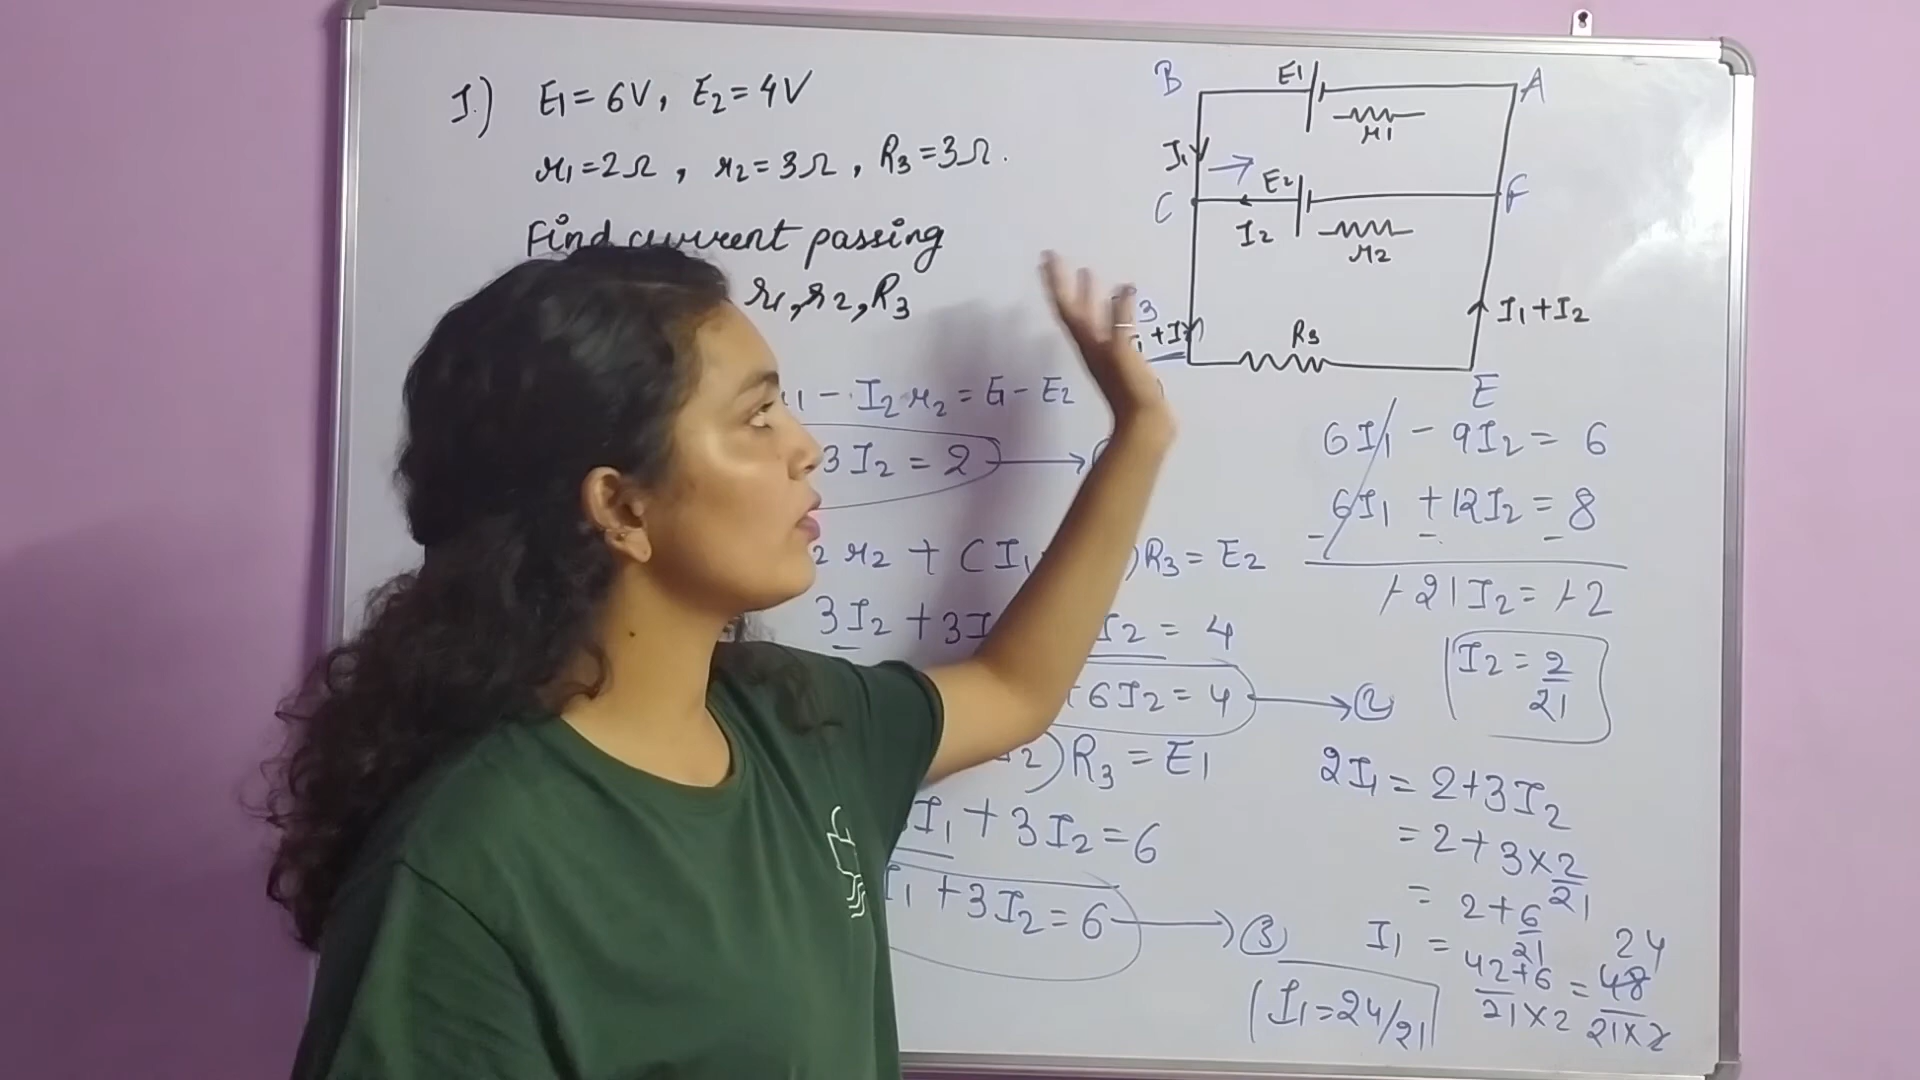 1.) E1 = 6V, E2 = 4V
r1 = 2Ω, r2 = 3Ω, R3 = 3Ω.
Find current passing
r1, r2, R3
- I2 r2 = E1 - E2
3I2 = 2
r2 + (I1 )R3 = E2
3I2 + 3I I2 = 4
+6I2 = 4 → 2
)R3 = E1
I1 + 3I2 = 6
I1 + 3I2 = 6 → 3
B E1 A
r1
I1
C E2 F
I2 r2
I1 + I2
R3
E
6I1 - 9I2 = 6
6I1 + 12I2 = 8
- - -
-21I2 = -2
I2 = 2/21
2I1 = 2+3I2
= 2+3×2/21
= 2+6/21
I1 = 42+6/21×2 = 48/21×2 24
I1 = 24/21